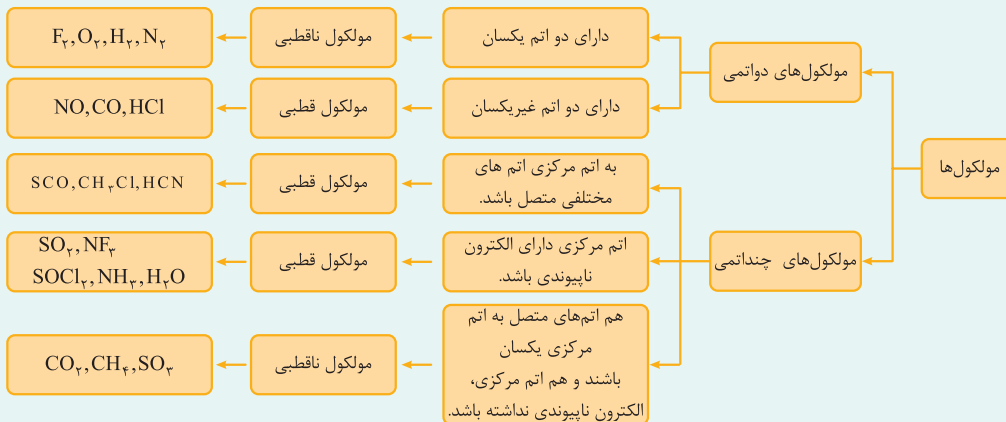 مولکول‌ها
مولکول‌های دواتمی
دارای دو اتم یکسان
مولکول ناقطبی
F۲,O۲,H۲,N۲
دارای دو اتم غیریکسان
مولکول قطبی
NO,CO,HCl
مولکول‌های چنداتمی
به اتم مرکزی اتم های
مختلفی متصل باشد.
مولکول قطبی
SCO,CH۳Cl,HCN
اتم مرکزی دارای الکترون
ناپیوندی باشد.
مولکول قطبی
SO۲,NF۳
SOCl۲,NH۳,H۲O
هم اتم‌های متصل به اتم
مرکزی یکسان
باشند و هم اتم مرکزی،
الکترون ناپیوندی نداشته باشد.
مولکول ناقطبی
CO۲,CH۴,SO۳